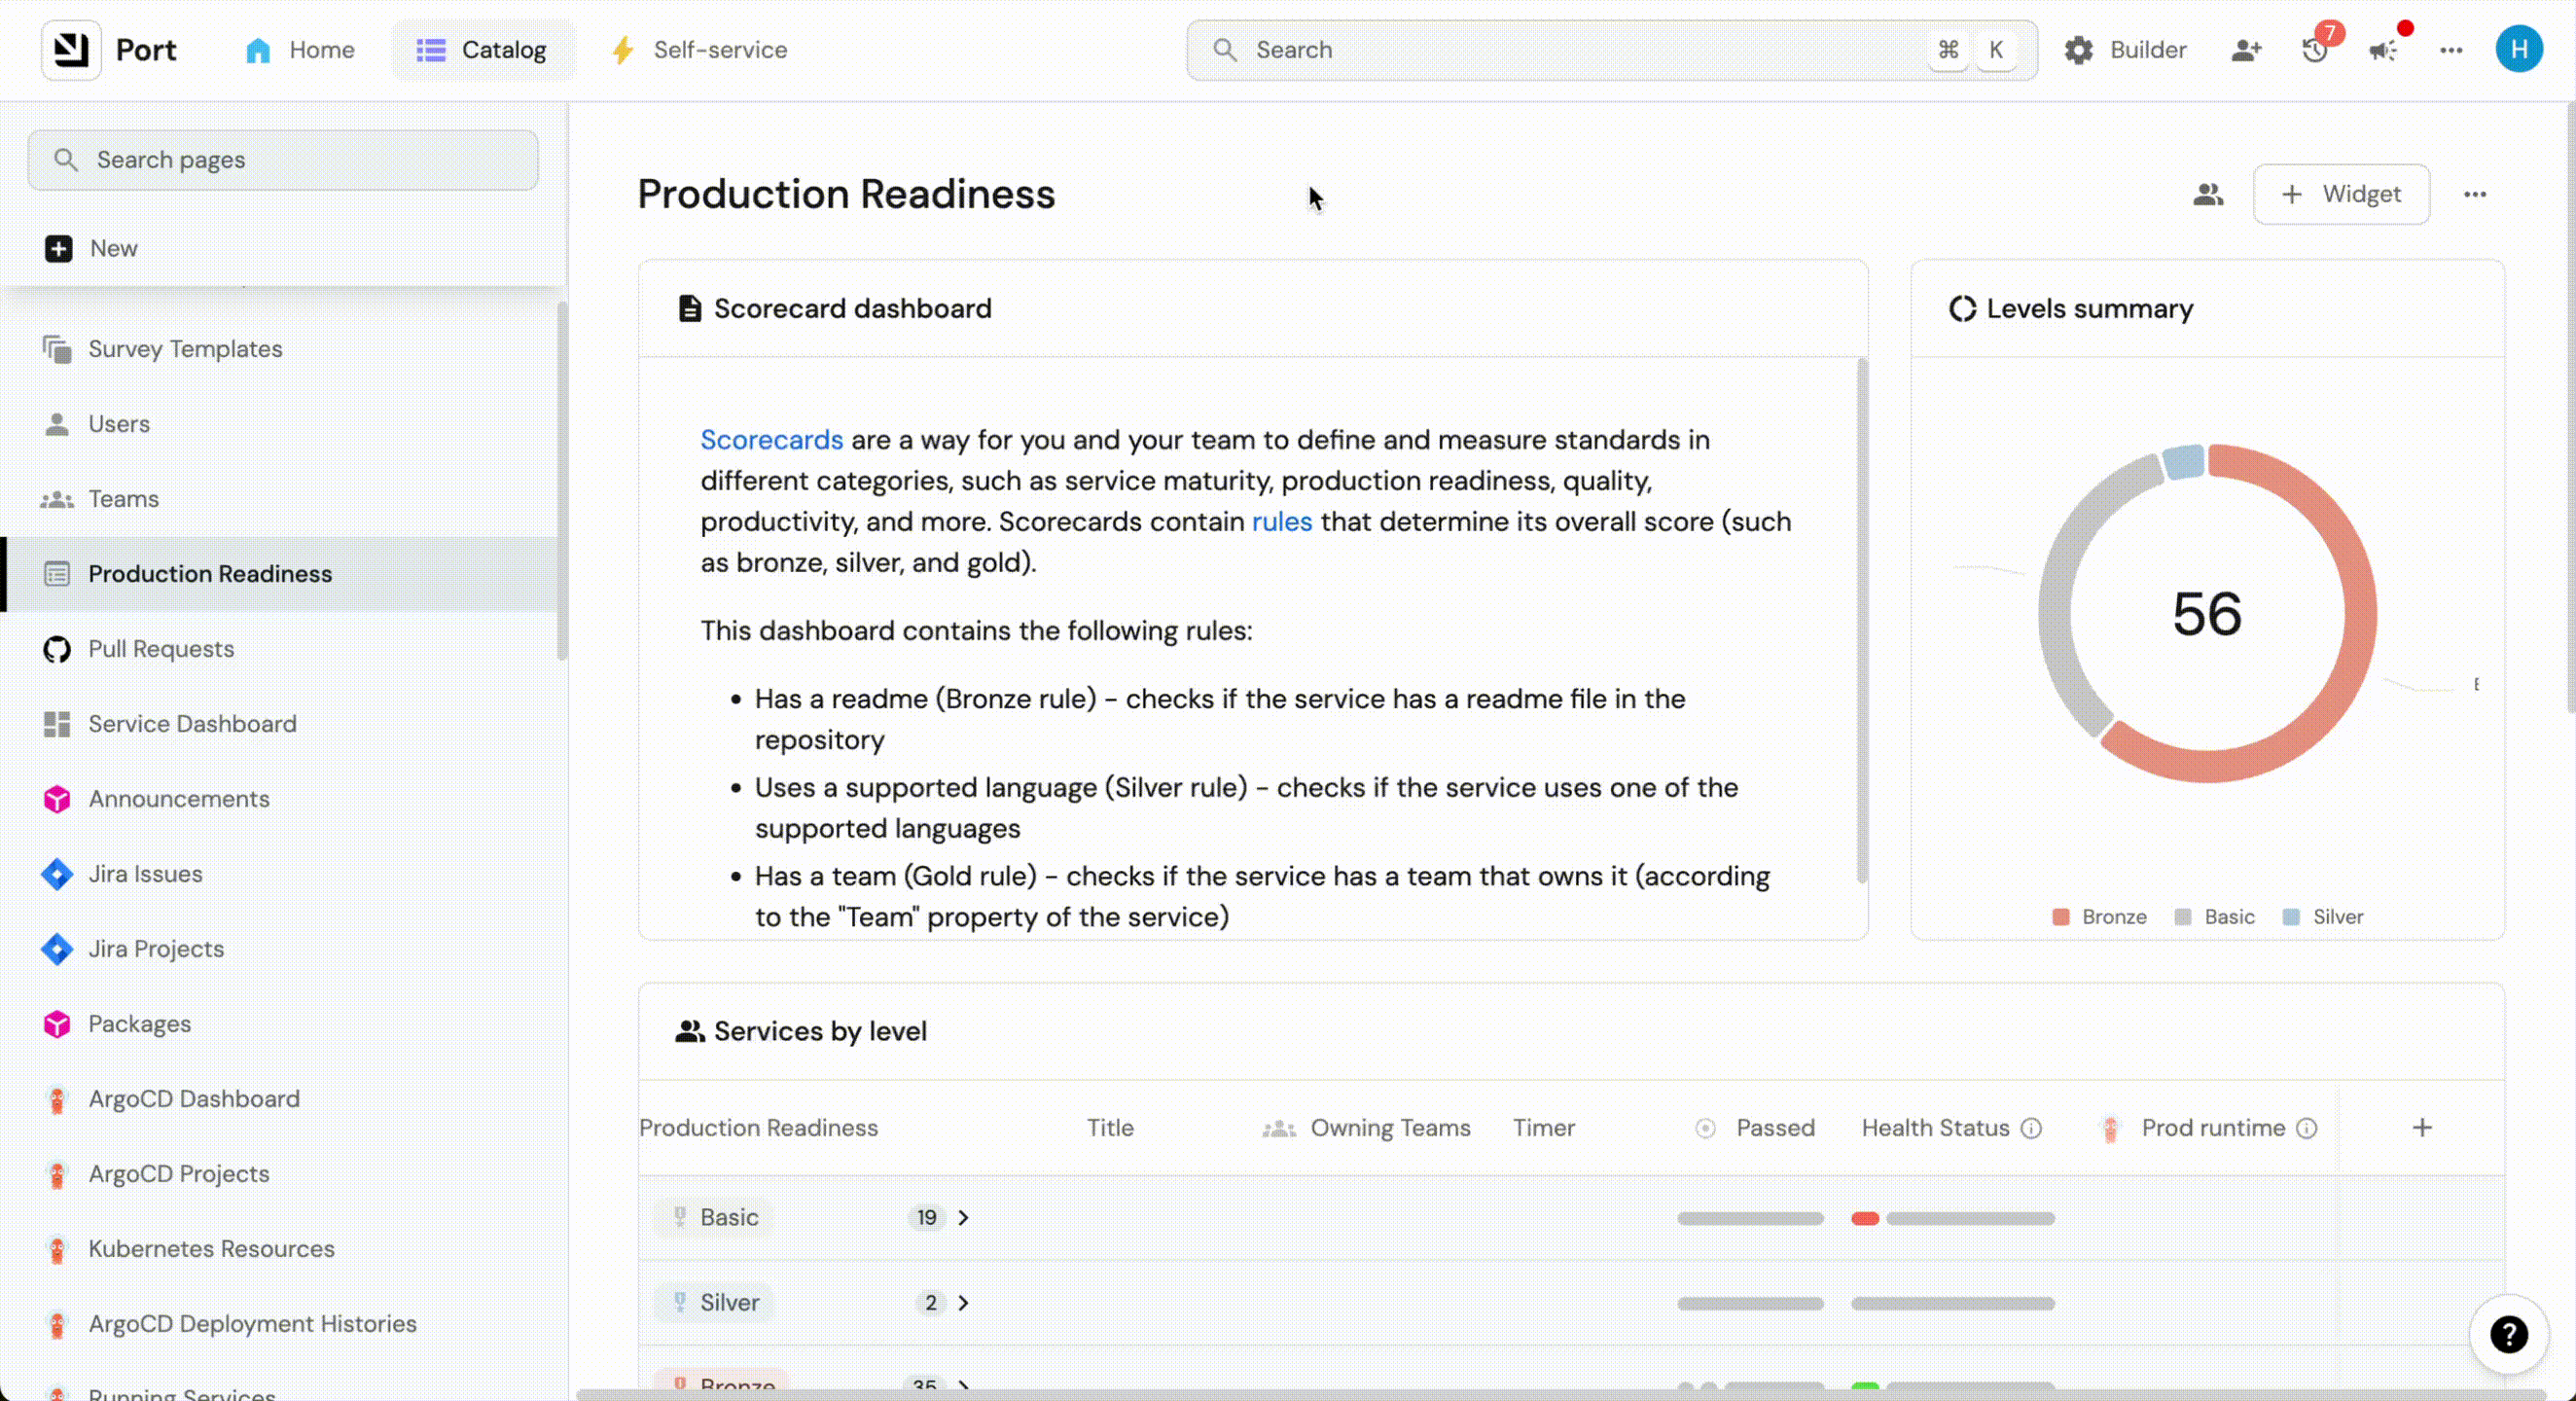 Port
Home
Catalog
Self-service
Search
⌘ K
Builder
7
H
Search pages
New
Survey Templates
Users
Teams
Production Readiness
Pull Requests
Service Dashboard
Announcements
Jira Issues
Jira Projects
Packages
ArgoCD Dashboard
ArgoCD Projects
Kubernetes Resources
ArgoCD Deployment Histories
Running Services
Production Readiness
+ Widget
Scorecard dashboard
Scorecards are a way for you and your team to define and measure standards in
different categories, such as service maturity, production readiness, quality,
productivity, and more. Scorecards contain rules that determine its overall score (such
as bronze, silver, and gold).
This dashboard contains the following rules:
• Has a readme (Bronze rule) - checks if the service has a readme file in the
repository
• Uses a supported language (Silver rule) - checks if the service uses one of the
supported languages
• Has a team (Gold rule) - checks if the service has a team that owns it (according
to the "Team" property of the service)
Levels summary
56
Bronze Basic Silver
Services by level
Production Readiness Title Owning Teams Timer Passed Health Status Prod runtime +
Basic 19
Silver 2
Bronze 35
?